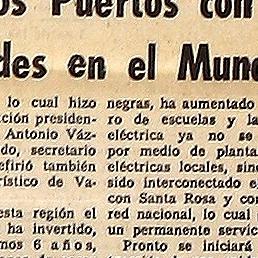 Puertos con
des en el Mun
lo cual hizo
ción presiden-
Antonio Váz-
do, secretario
efirió también
rístico de Va-
esta región el
ha invertido,
mos 6 años,
negras, ha aumentado
ro de escuelas y la
eléctrica ya no se
por medio de planta
eléctricas locales, sin
sido interconectado e
con Santa Rosa y co
red nacional, lo cual
un permanente servic
Pronto se iniciará